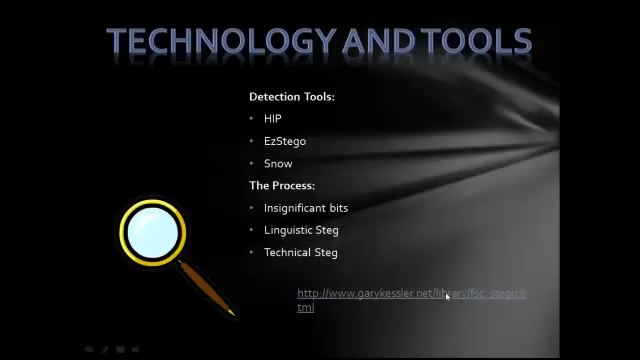 TECHNOLOGY AND TOOLS
Detection Tools:
• HIP
• EzStego
• Snow
The Process:
• Insignificant bits
• Linguistic Steg
• Technical Steg
http://www.garykessler.net/library/fsc_stego.h
tml